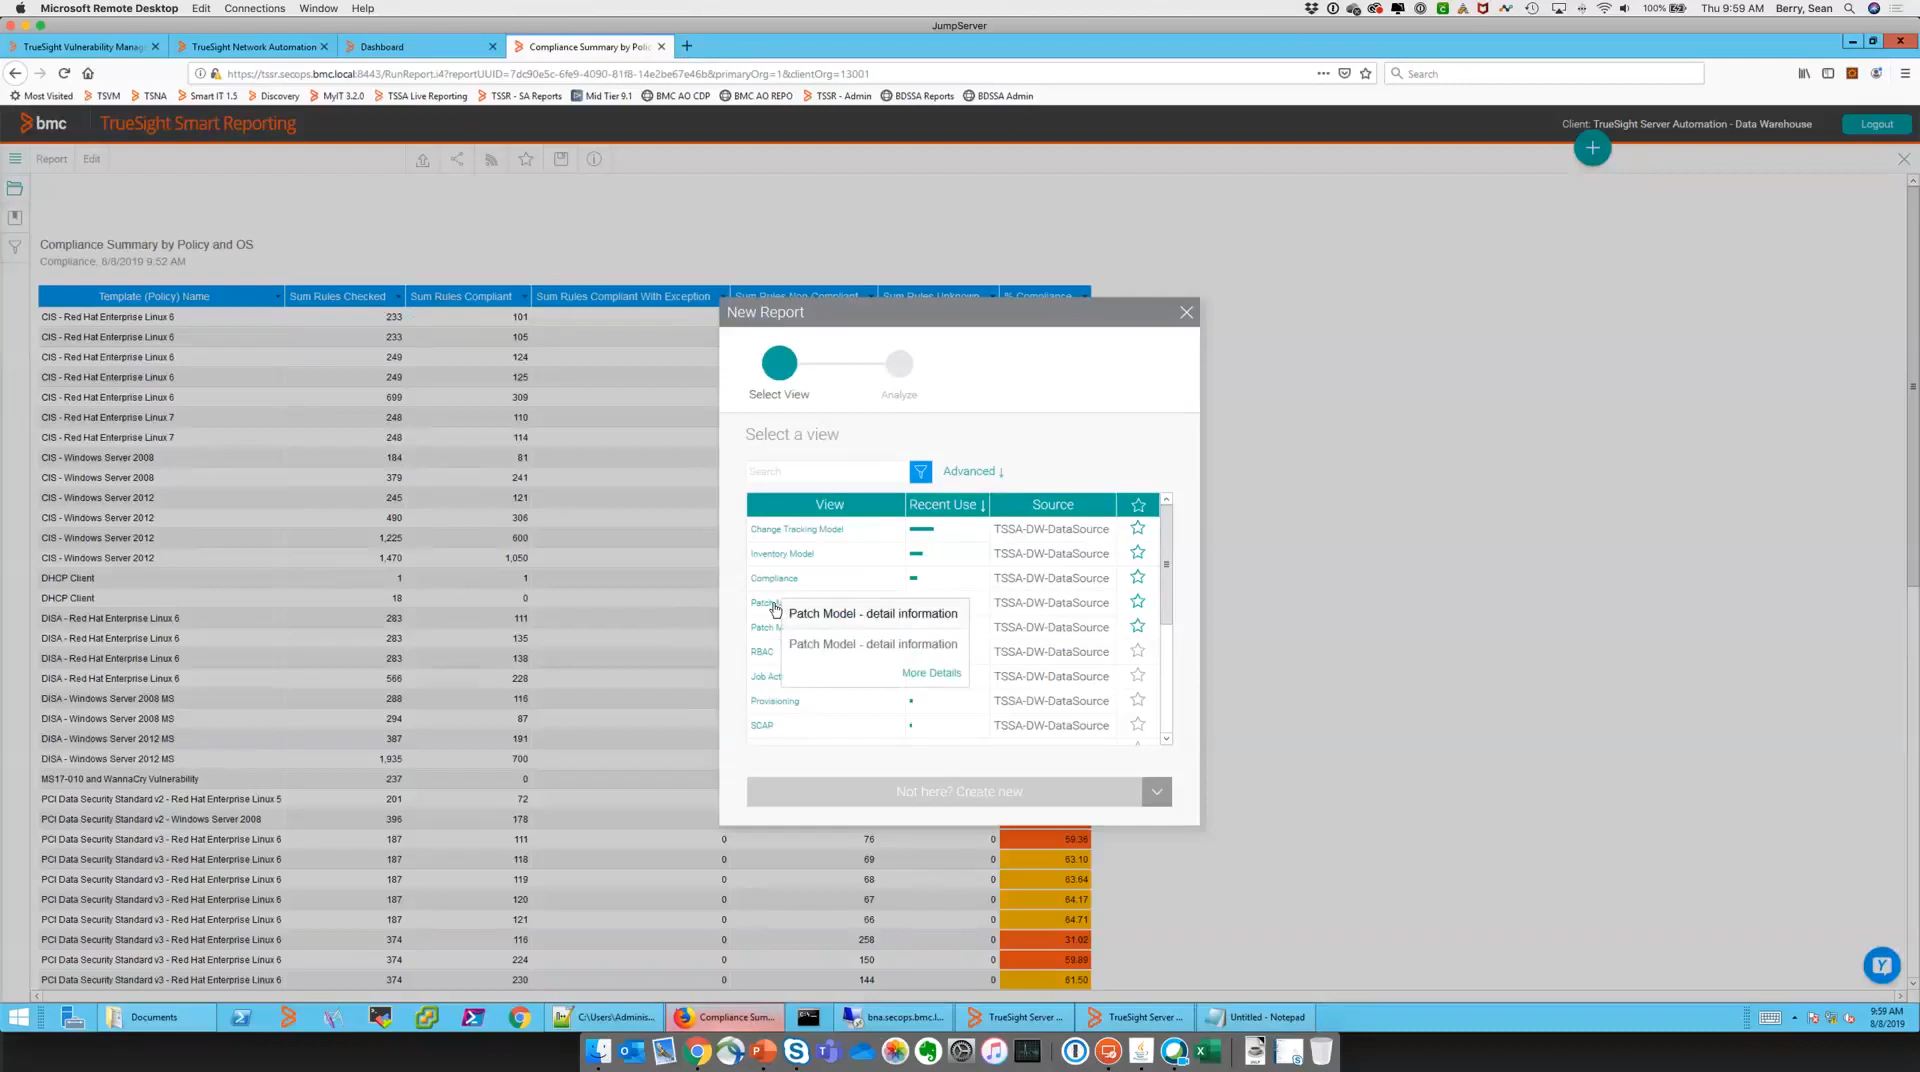 Microsoft Remote Desktop Edit Connections Window Help
100% Thu 9:59 AM Berry, Sean
JumpServer
TrueSight Vulnerability Manag
TrueSight Network Automation
Dashboard
Compliance Summary by Polic
https://tssr.secops.bmc.local:8443/RunReport.i4?reportUUID=7dc90e5c-6fe9-4090-81f8-14e2be67e46b&primaryOrg=1&clientOrg=13001
Search
Most Visited TSVM TSNA Smart IT 1.5 Discovery MyIT 3.2.0 TSSA Live Reporting TSSR - SA Reports Mid Tier 9.1 BMC AO CDP BMC AO REPO TSSR - Admin BDSSA Reports BDSSA Admin
bmc TrueSight Smart Reporting
Client: TrueSight Server Automation - Data Warehouse Logout
Report Edit
Compliance Summary by Policy and OS
Compliance, 8/8/2019 9:52 AM
Template (Policy) Name Sum Rules Checked Sum Rules Compliant Sum Rules Compliant With Exception Sum Rules Non Compliant Sum Rules Unknown % Compliance
CIS - Red Hat Enterprise Linux 6 233 101
CIS - Red Hat Enterprise Linux 6 233 105
CIS - Red Hat Enterprise Linux 6 249 124
CIS - Red Hat Enterprise Linux 6 249 125
CIS - Red Hat Enterprise Linux 6 699 309
CIS - Red Hat Enterprise Linux 7 248 110
CIS - Red Hat Enterprise Linux 7 248 114
CIS - Windows Server 2008 184 81
CIS - Windows Server 2008 379 241
CIS - Windows Server 2012 245 121
CIS - Windows Server 2012 490 306
CIS - Windows Server 2012 1,225 600
CIS - Windows Server 2012 1,470 1,050
DHCP Client 1 1
DHCP Client 18 0
DISA - Red Hat Enterprise Linux 6 283 111
DISA - Red Hat Enterprise Linux 6 283 135
DISA - Red Hat Enterprise Linux 6 283 138
DISA - Red Hat Enterprise Linux 6 566 228
DISA - Windows Server 2008 MS 288 116
DISA - Windows Server 2008 MS 294 87
DISA - Windows Server 2012 MS 387 191
DISA - Windows Server 2012 MS 1,935 700
MS17-010 and WannaCry Vulnerability 237 0
PCI Data Security Standard v2 - Red Hat Enterprise Linux 5 201 72
PCI Data Security Standard v2 - Windows Server 2008 396 178
PCI Data Security Standard v3 - Red Hat Enterprise Linux 6 187 111 0 76 0 59.36
PCI Data Security Standard v3 - Red Hat Enterprise Linux 6 187 118 0 69 0 63.10
PCI Data Security Standard v3 - Red Hat Enterprise Linux 6 187 119 0 68 0 63.64
PCI Data Security Standard v3 - Red Hat Enterprise Linux 6 187 120 0 67 0 64.17
PCI Data Security Standard v3 - Red Hat Enterprise Linux 6 187 121 0 66 0 64.71
PCI Data Security Standard v3 - Red Hat Enterprise Linux 6 374 116 0 258 0 31.02
PCI Data Security Standard v3 - Red Hat Enterprise Linux 6 374 224 0 150 0 59.89
PCI Data Security Standard v3 - Red Hat Enterprise Linux 6 374 230 0 144 0 61.50
New Report
Select View Analyze
Select a view
Search Advanced ↓
View Recent Use ↓ Source
Change Tracking Model TSSA-DW-DataSource
Inventory Model TSSA-DW-DataSource
Compliance TSSA-DW-DataSource
Patch TSSA-DW-DataSource
Patch M TSSA-DW-DataSource
RBAC TSSA-DW-DataSource
Job Act TSSA-DW-DataSource
Provisioning TSSA-DW-DataSource
SCAP TSSA-DW-DataSource
Patch Model - detail information
Patch Model - detail information
More Details
Not here? Create new
Documents
C:\Users\Adminis...
Compliance Sum...
bna.secops.bmc.l...
TrueSight Server ...
TrueSight Server ...
Untitled - Notepad
9:59 AM
8/8/2019